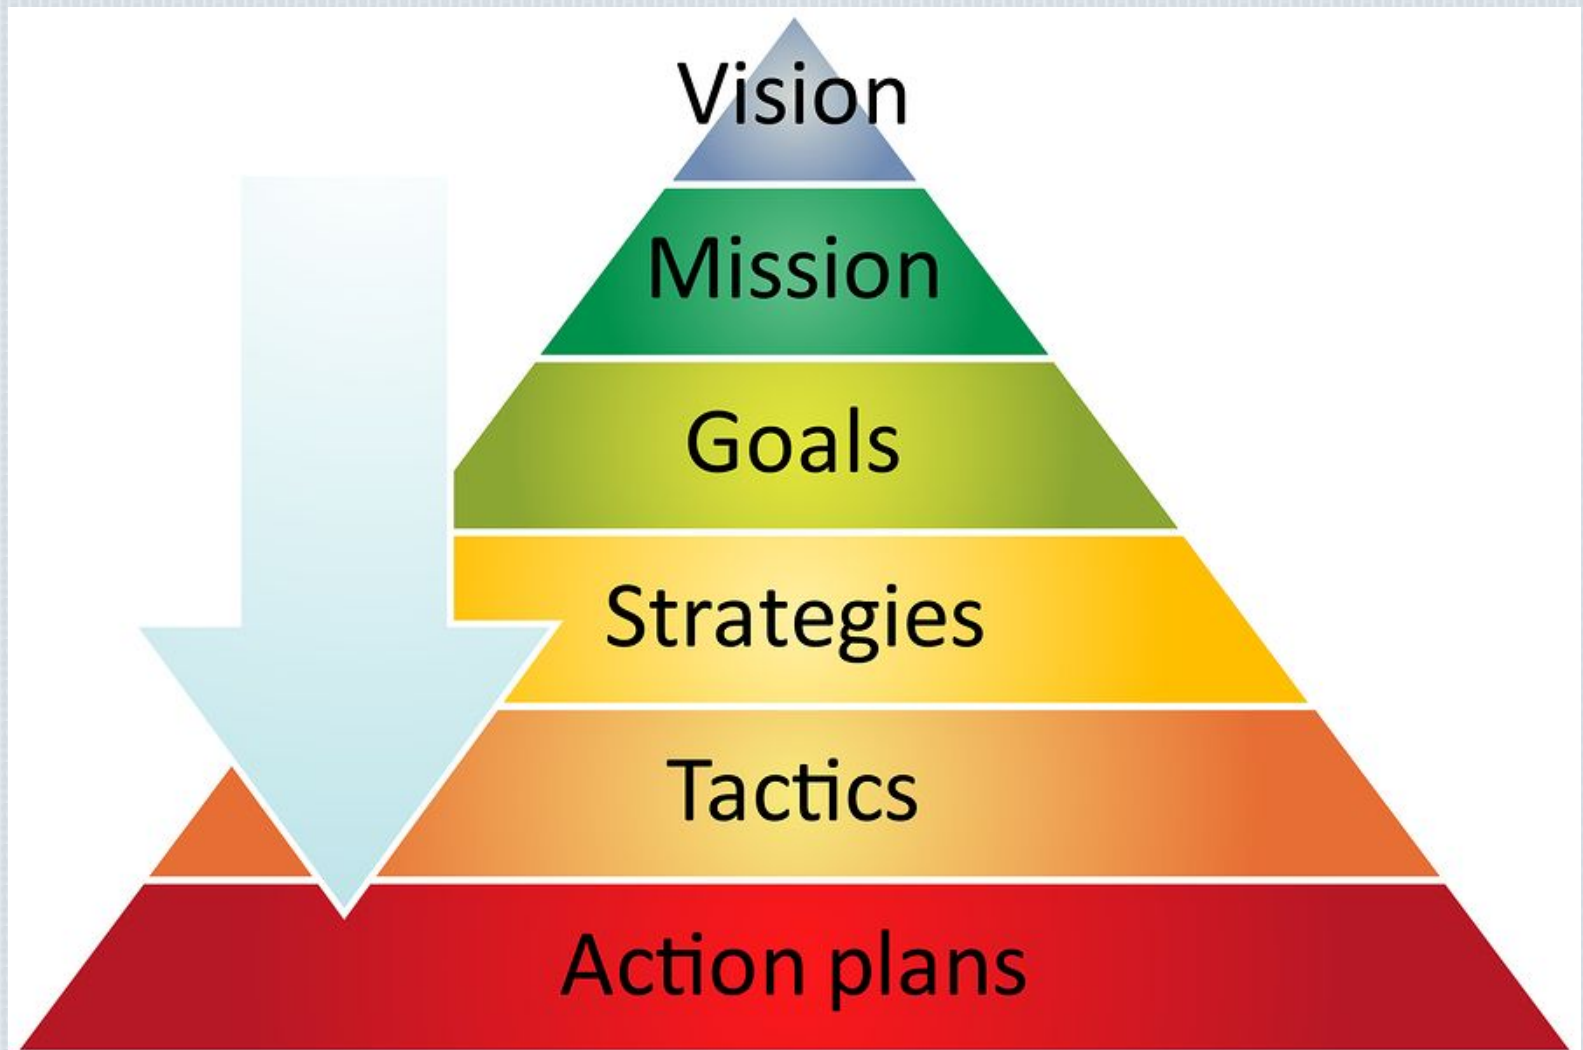 Vision
Mission
Goals
Strategies
Tactics
Action plans